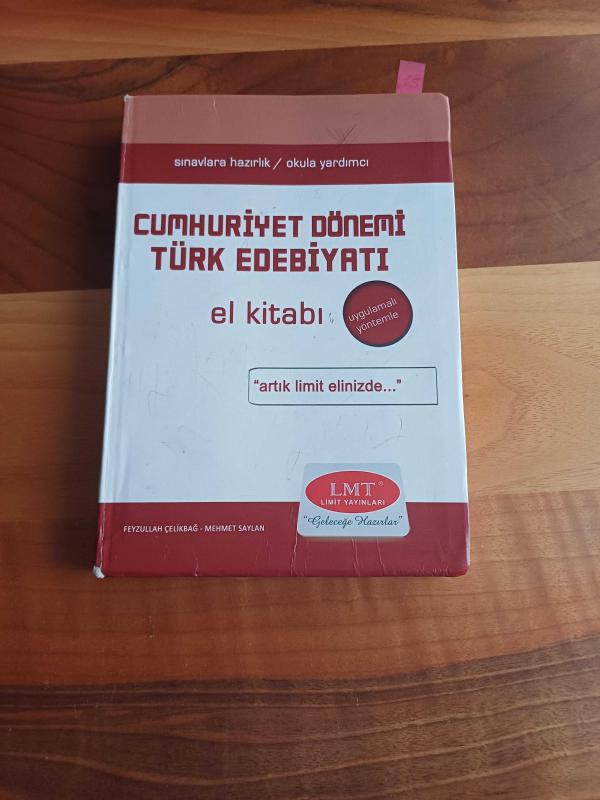 sınavlara hazırlık / okula yardımcı
CUMHURİYET DÖNEMİ
TÜRK EDEBİYATI
el kitabı
uygulamalı
yöntemle
"artık limit elinizde..."
LMT®
LİMİT YAYINLARI
"Geleceğe Hazırlar"
FEYZULLAH ÇELİKBAĞ - MEHMET SAYLAN